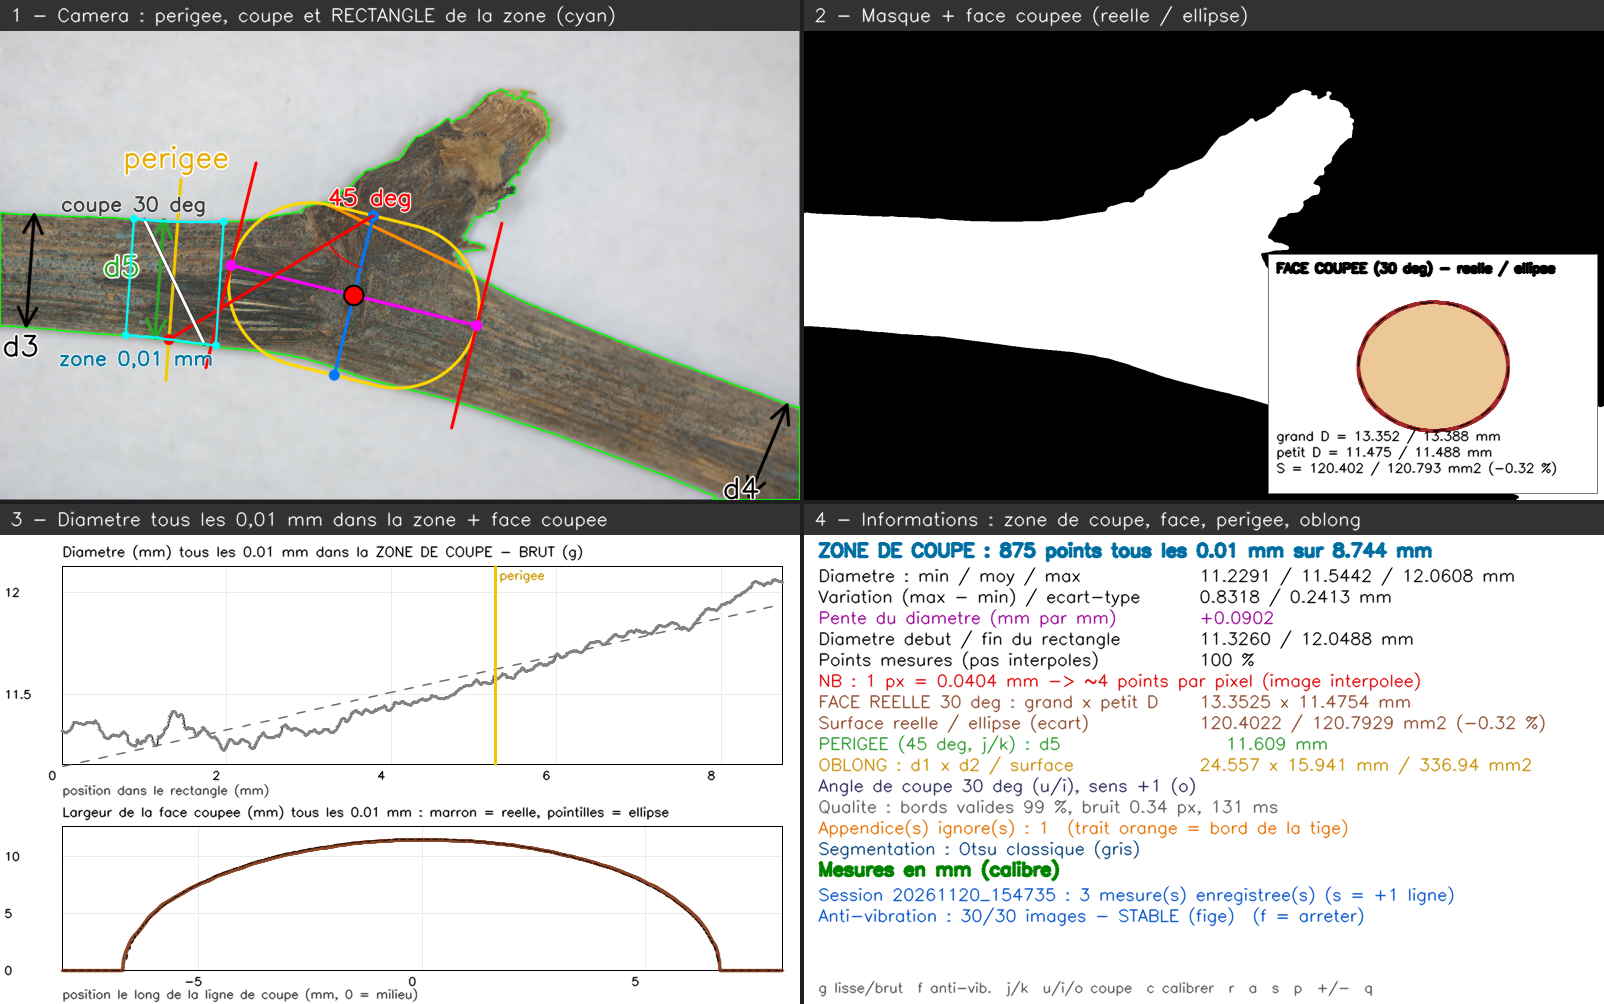 1 - Camera : perigee, coupe et RECTANGLE de la zone (cyan)
perigee
coupe 30 deg
45 deg
d5
d3
zone 0,01 mm
d4
2 - Masque + face coupee (reelle / ellipse)
FACE COUPEE (30 deg) - reelle / ellipse
grand D = 13.352 / 13.388 mm
petit D = 11.475 / 11.488 mm
S = 120.402 / 120.793 mm2 (-0.32 %)
3 - Diametre tous les 0,01 mm dans la zone + face coupee
Diametre (mm) tous les 0.01 mm dans la ZONE DE COUPE - BRUT (g)
perigee
12
11.5
0 2 4 6 8
position dans le rectangle (mm)
Largeur de la face coupee (mm) tous les 0.01 mm : marron = reelle, pointilles = ellipse
10
5
0
-5 0 5
position le long de la ligne de coupe (mm, 0 = milieu)
4 - Informations : zone de coupe, face, perigee, oblong
ZONE DE COUPE : 875 points tous les 0.01 mm sur 8.744 mm
Diametre : min / moy / max 11.2291 / 11.5442 / 12.0608 mm
Variation (max - min) / ecart-type 0.8318 / 0.2413 mm
Pente du diametre (mm par mm) +0.0902
Diametre debut / fin du rectangle 11.3260 / 12.0488 mm
Points mesures (pas interpoles) 100 %
NB : 1 px = 0.0404 mm -> ~4 points par pixel (image interpolee)
FACE REELLE 30 deg : grand x petit D 13.3525 x 11.4754 mm
Surface reelle / ellipse (ecart) 120.4022 / 120.7929 mm2 (-0.32 %)
PERIGEE (45 deg, j/k) : d5 11.609 mm
OBLONG : d1 x d2 / surface 24.557 x 15.941 mm / 336.94 mm2
Angle de coupe 30 deg (u/i), sens +1 (o)
Qualite : bords valides 99 %, bruit 0.34 px, 131 ms
Appendice(s) ignore(s) : 1 (trait orange = bord de la tige)
Segmentation : Otsu classique (gris)
Mesures en mm (calibre)
Session 20261120_154735 : 3 mesure(s) enregistree(s) (s = +1 ligne)
Anti-vibration : 30/30 images - STABLE (fige) (f = arreter)
g lisse/brut f anti-vib. j/k u/i/o coupe c calibrer r a s p +/- q